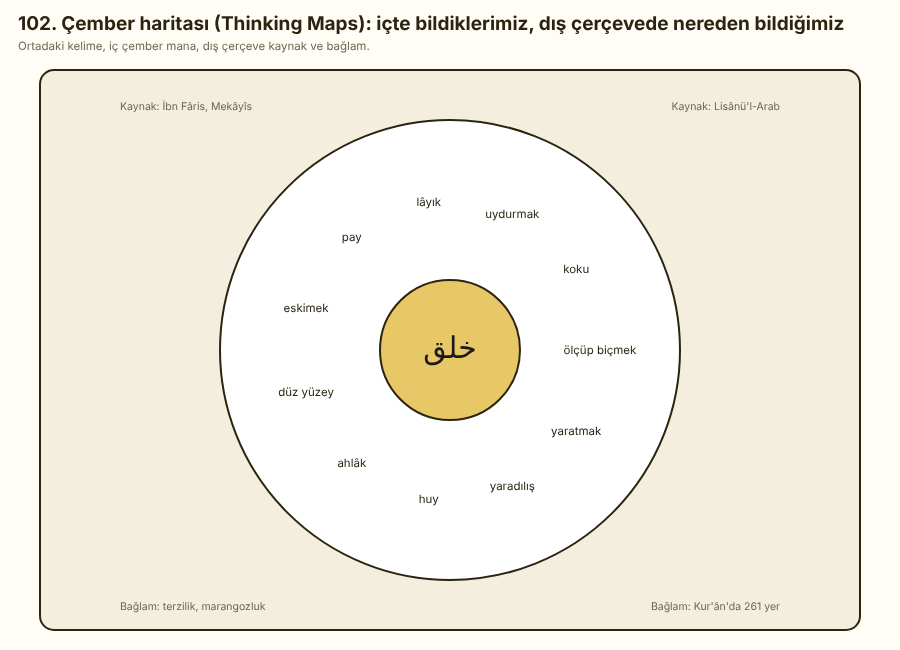 102. Çember haritası (Thinking Maps): içte bildiklerimiz, dış çerçevede nereden bildiğimiz
Ortadaki kelime, iç çember mana, dış çerçeve kaynak ve bağlam.
Kaynak: İbn Fâris, Mekâyîs
Kaynak: Lisânü'l-Arab
lâyık
uydurmak
pay
koku
eskimek
خلق
ölçüp biçmek
düz yüzey
yaratmak
ahlâk
yaradılış
huy
Bağlam: terzilik, marangozluk
Bağlam: Kur'ân'da 261 yer